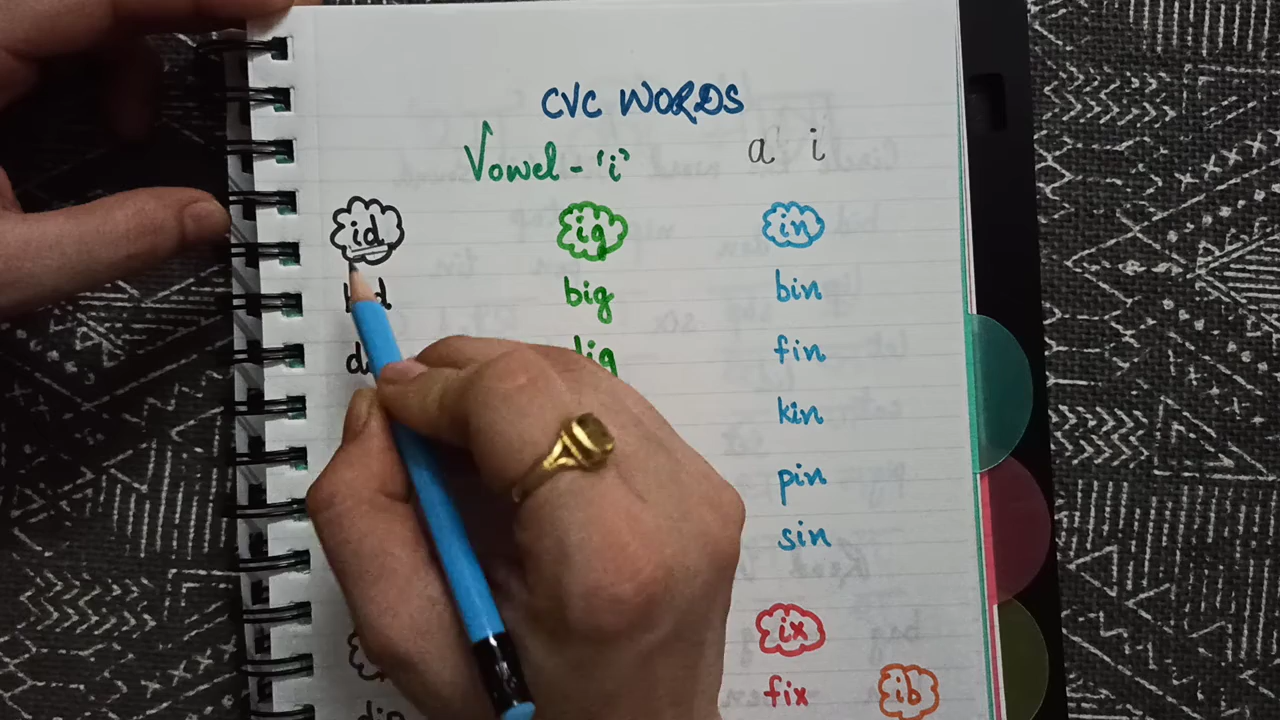 CVC WORDS
Vowel - 'i' a i
id ig in
big bin
fin
kin
pin
sin
ix
fix ib